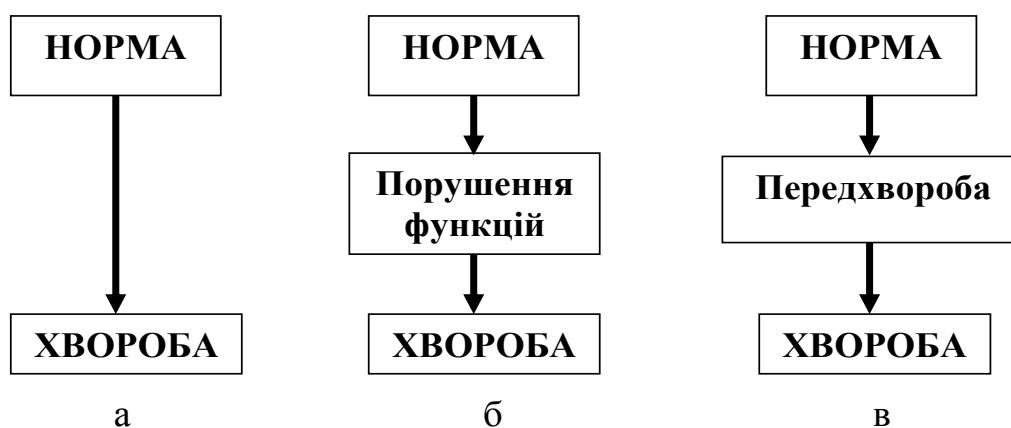 НОРМА
НОРМА
НОРМА
Порушення
функцій
Передхвороба
ХВОРОБА
ХВОРОБА
ХВОРОБА
а
б
в